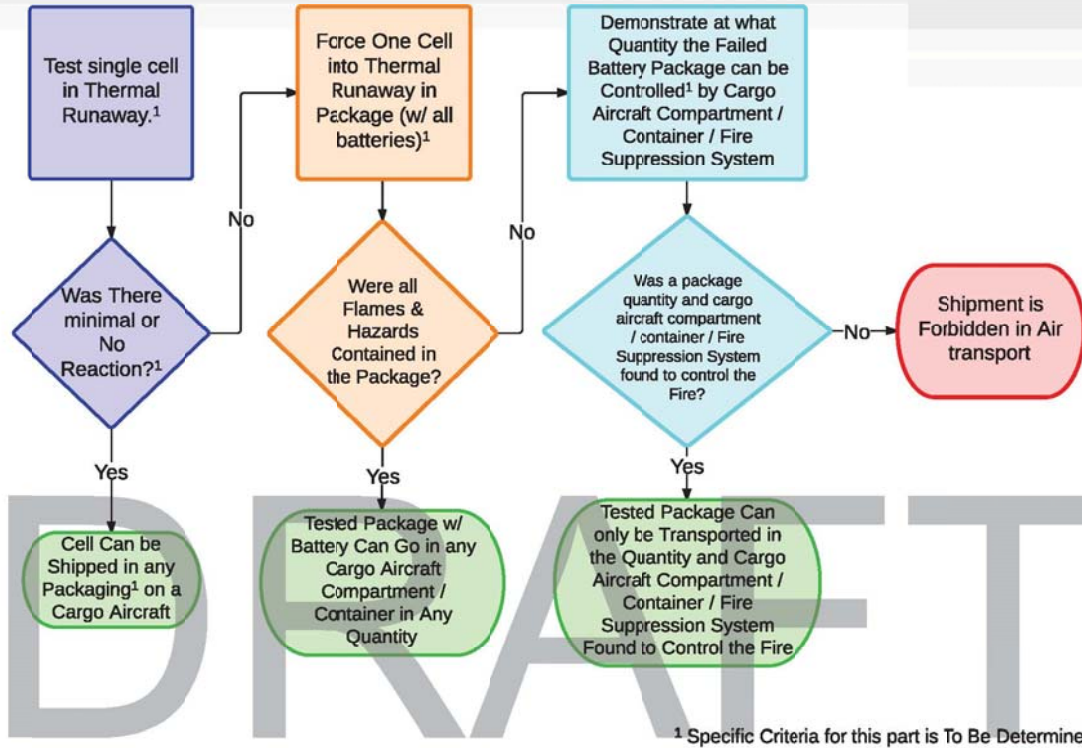 Test single cell
in Thermal
Runaway.¹
Was There
minimal or
No
Reaction?¹
Yes
Cell Can be
Shipped in any
Packaging¹ on a
Cargo Aircraft
No
Force One Cell
into Thermal
Runaway in
Package (w/ all
batteries)¹
Were all
Flames &
Hazards
Contained in
the Package?
Yes
Tested Package w/
Battery Can Go in any
Cargo Aircraft
Compartment /
Container in Any
Quantity
No
Demonstrate at what
Quantity the Failed
Battery Package can be
Controlled¹ by Cargo
Aircraft Compartment /
Container / Fire
Suppression System
Was a package
quantity and cargo
aircraft compartment
/ container / Fire
Suppression System
found to control the
Fire?
Yes
Tested Package Can
only be Transported in
the Quantity and Cargo
Aircraft Compartment /
Container / Fire
Suppression System
Found to Control the Fire
No
Shipment is
Forbidden in Air
transport
DRAFT
¹ Specific Criteria for this part is To Be Determine